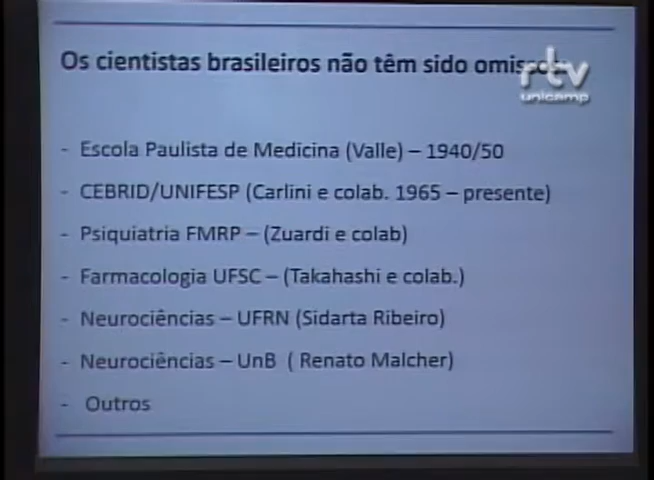 Os cientistas brasileiros não têm sido omissos
rtv
unicamp
- Escola Paulista de Medicina (Valle) – 1940/50
- CEBRID/UNIFESP (Carlini e colab. 1965 – presente)
- Psiquiatria FMRP – (Zuardi e colab)
- Farmacologia UFSC – (Takahashi e colab.)
- Neurociências – UFRN (Sidarta Ribeiro)
- Neurociências – UnB ( Renato Malcher)
- Outros